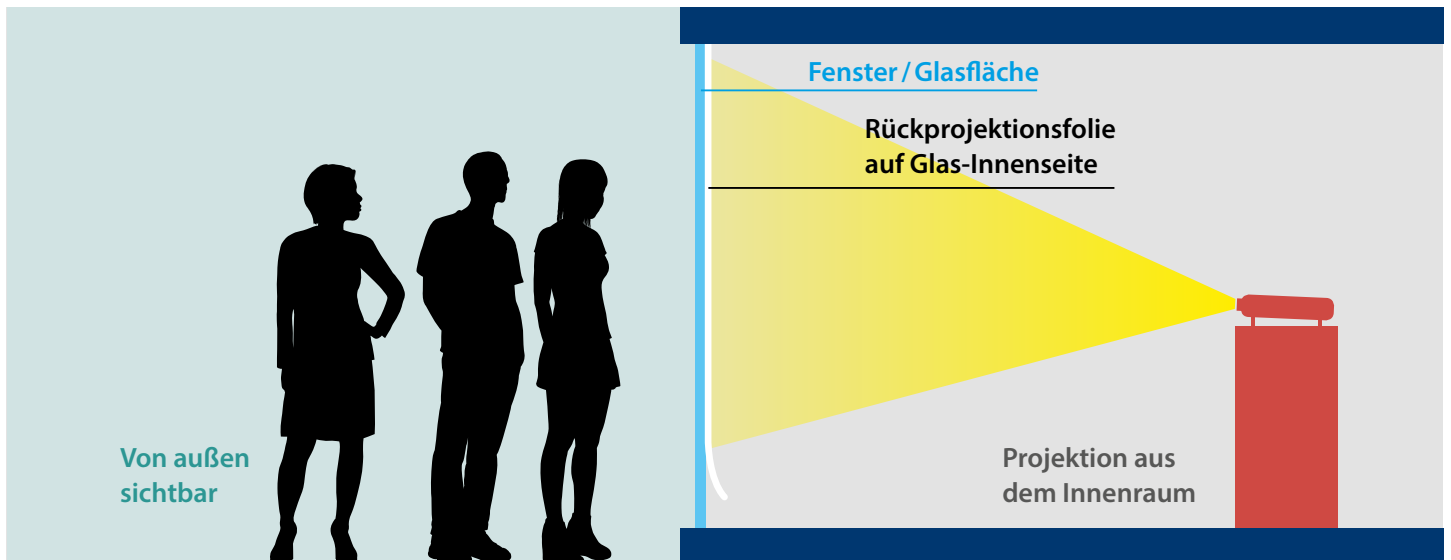 Fenster / Glasfläche
Rückprojektionsfolie
auf Glas-Innenseite
Von außen
sichtbar
Projektion aus
dem Innenraum